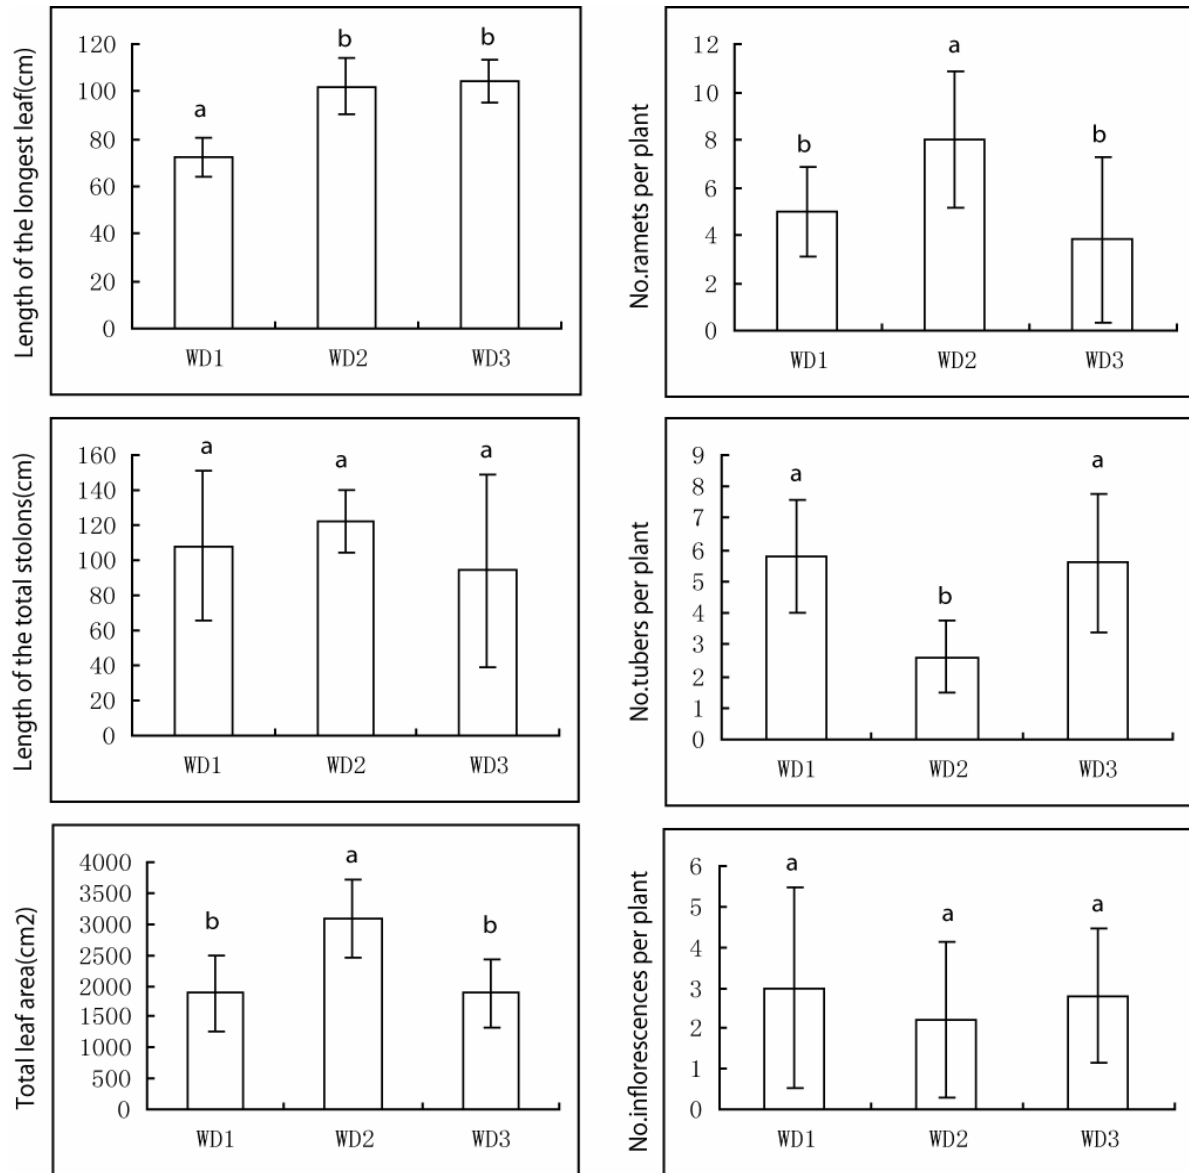 Length of the longest leaf(cm)
120
100
80
60
40
20
0
a
b
b
WD1 WD2 WD3
No.ramets per plant
12
10
8
6
4
2
0
b
a
b
WD1 WD2 WD3
Length of the total stolons(cm)
160
140
120
100
80
60
40
20
0
a
a
a
WD1 WD2 WD3
No.tubers per plant
9
8
7
6
5
4
3
2
1
0
a
b
a
WD1 WD2 WD3
Total leaf area(cm2)
4000
3500
3000
2500
2000
1500
1000
500
0
b
a
b
WD1 WD2 WD3
No.inflorescences per plant
6
5
4
3
2
1
0
a
a
a
WD1 WD2 WD3